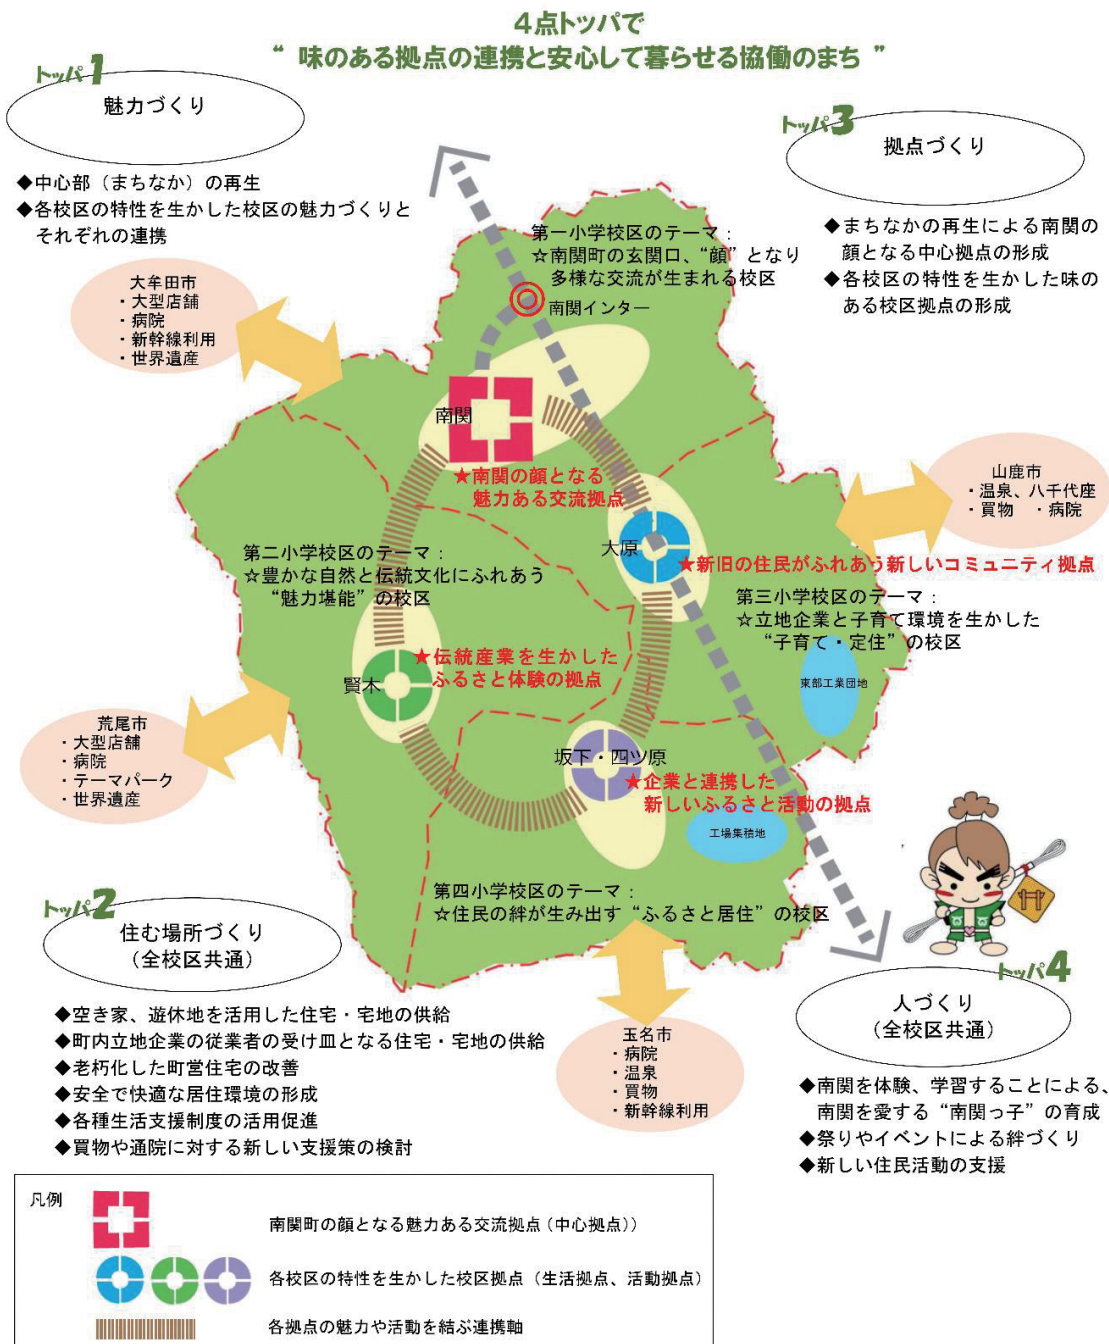 4点トッパで
“ 味のある拠点の連携と安心して暮らせる協働のまち ”
トッパ1
魅力づくり
◆中心部（まちなか）の再生
◆各校区の特性を生かした校区の魅力づくりと
それぞれの連携
トッパ3
拠点づくり
◆まちなかの再生による南関の
顔となる中心拠点の形成
◆各校区の特性を生かした味の
ある校区拠点の形成
第一小学校区のテーマ：
☆南関町の玄関口、“顔”となり
多様な交流が生まれる校区
南関インター
大牟田市
・大型店舗
・病院
・新幹線利用
・世界遺産
南関
★南関の顔となる
魅力ある交流拠点
山鹿市
・温泉、八千代座
・買物　・病院
大原
★新旧の住民がふれあう新しいコミュニティ拠点
第二小学校区のテーマ：
☆豊かな自然と伝統文化にふれあう
“魅力堪能”の校区
第三小学校区のテーマ：
☆立地企業と子育て環境を生かした
“子育て・定住”の校区
東部工業団地
★伝統産業を生かした
ふるさと体験の拠点
賢木
荒尾市
・大型店舗
・病院
・テーマパーク
・世界遺産
坂下・四ツ原
★企業と連携した
新しいふるさと活動の拠点
工場集積地
第四小学校区のテーマ：
☆住民の絆が生み出す“ふるさと居住”の校区
トッパ2
住む場所づくり
（全校区共通）
◆空き家、遊休地を活用した住宅・宅地の供給
◆町内立地企業の従業者の受け皿となる住宅・宅地の供給
◆老朽化した町営住宅の改善
◆安全で快適な居住環境の形成
◆各種生活支援制度の活用促進
◆買物や通院に対する新しい支援策の検討
玉名市
・病院
・温泉
・買物
・新幹線利用
トッパ4
人づくり
（全校区共通）
◆南関を体験、学習することによる、
南関を愛する“南関っ子”の育成
◆祭りやイベントによる絆づくり
◆新しい住民活動の支援
凡例
南関町の顔となる魅力ある交流拠点（中心拠点））
各校区の特性を生かした校区拠点（生活拠点、活動拠点）
各拠点の魅力や活動を結ぶ連携軸